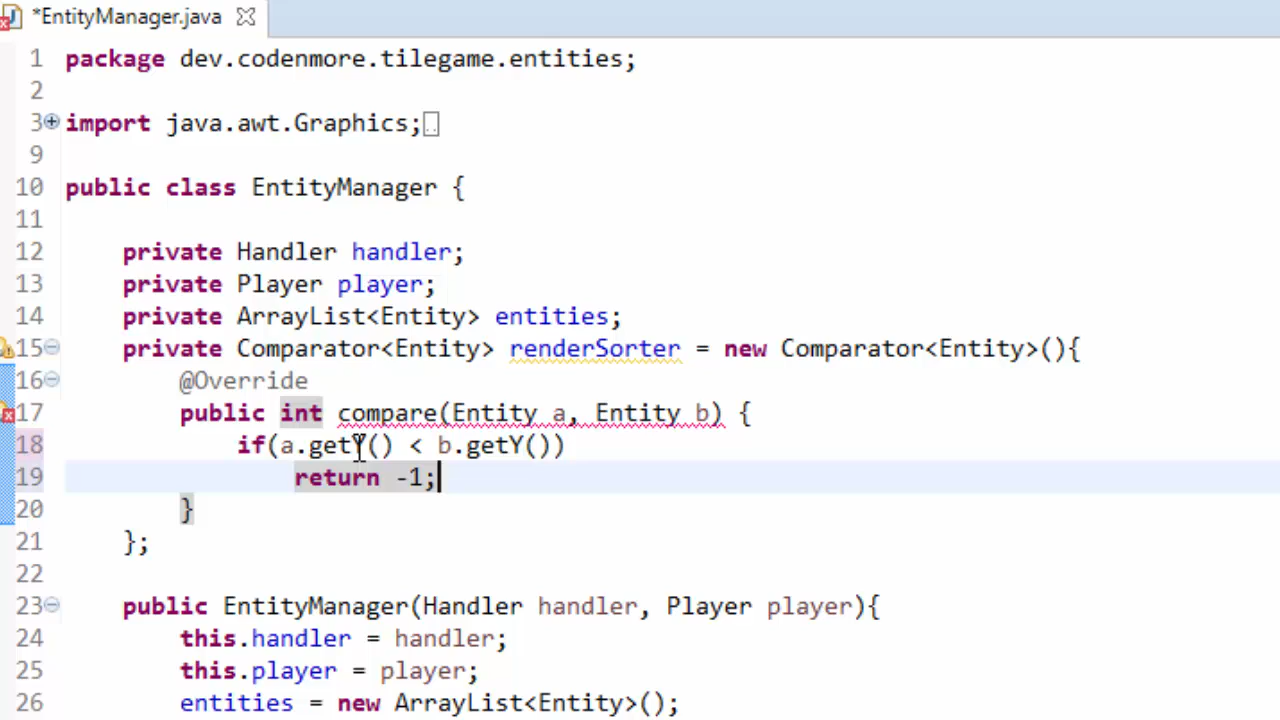 *EntityManager.java
1 package dev.codenmore.tilegame.entities;
2
3 import java.awt.Graphics;
9
10 public class EntityManager {
11
12 private Handler handler;
13 private Player player;
14 private ArrayList<Entity> entities;
15 private Comparator<Entity> renderSorter = new Comparator<Entity>(){
16 @Override
17 public int compare(Entity a, Entity b) {
18 if(a.getY() < b.getY())
19 return -1;
20 }
21 };
22
23 public EntityManager(Handler handler, Player player){
24 this.handler = handler;
25 this.player = player;
26 entities = new ArrayList<Entity>();